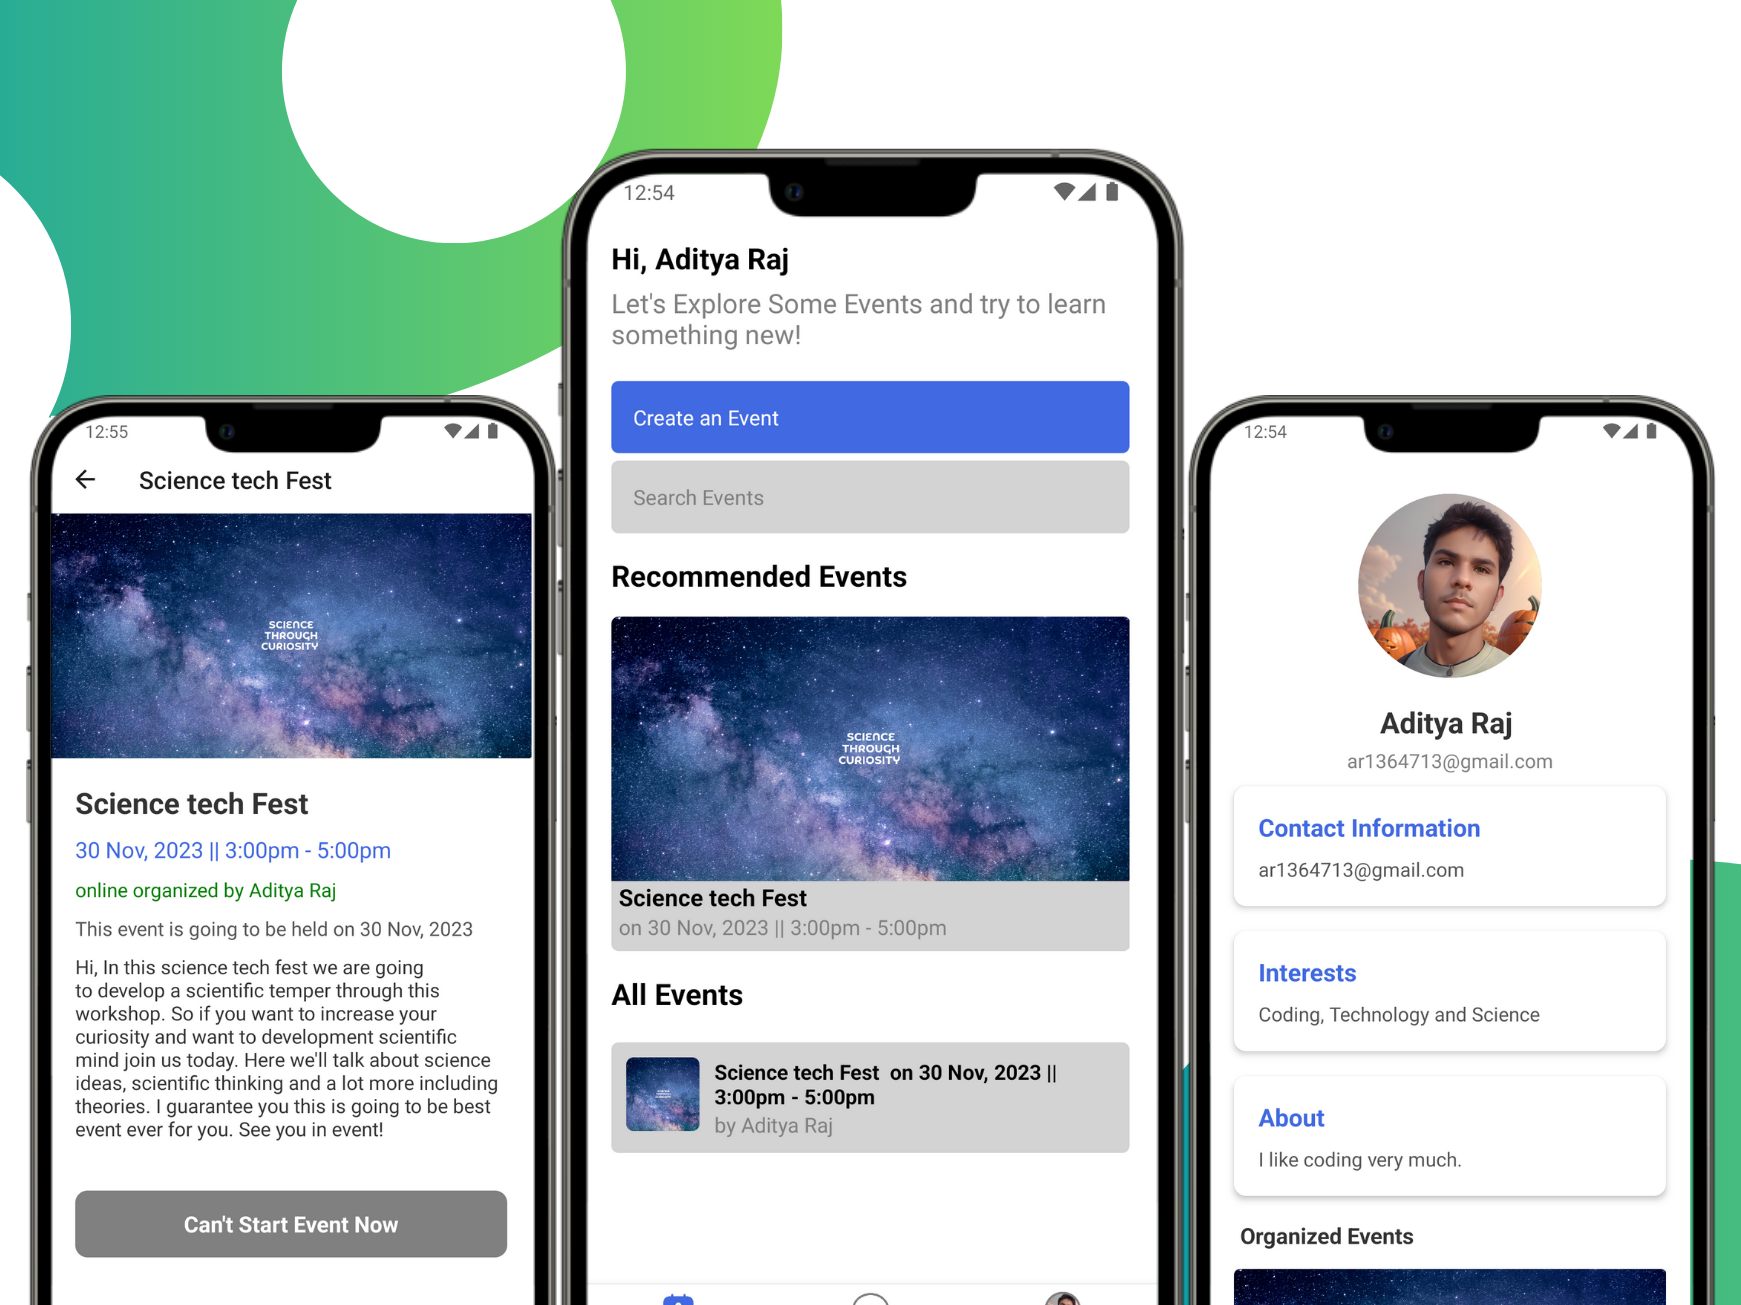 12:55
Science tech Fest
SCIENCE
THROUGH
CURIOSITY
Science tech Fest
30 Nov, 2023 || 3:00pm - 5:00pm
online organized by Aditya Raj
This event is going to be held on 30 Nov, 2023
Hi, In this science tech fest we are going
to develop a scientific temper through this
workshop. So if you want to increase your
curiosity and want to development scientific
mind join us today. Here we'll talk about science
ideas, scientific thinking and a lot more including
theories. I guarantee you this is going to be best
event ever for you. See you in event!
Can't Start Event Now
12:54
Hi, Aditya Raj
Let's Explore Some Events and try to learn
something new!
Create an Event
Search Events
Recommended Events
SCIENCE
THROUGH
CURIOSITY
Science tech Fest
on 30 Nov, 2023 || 3:00pm - 5:00pm
All Events
Science tech Fest  on 30 Nov, 2023 ||
3:00pm - 5:00pm
by Aditya Raj
12:54
Aditya Raj
ar1364713@gmail.com
Contact Information
ar1364713@gmail.com
Interests
Coding, Technology and Science
About
I like coding very much.
Organized Events